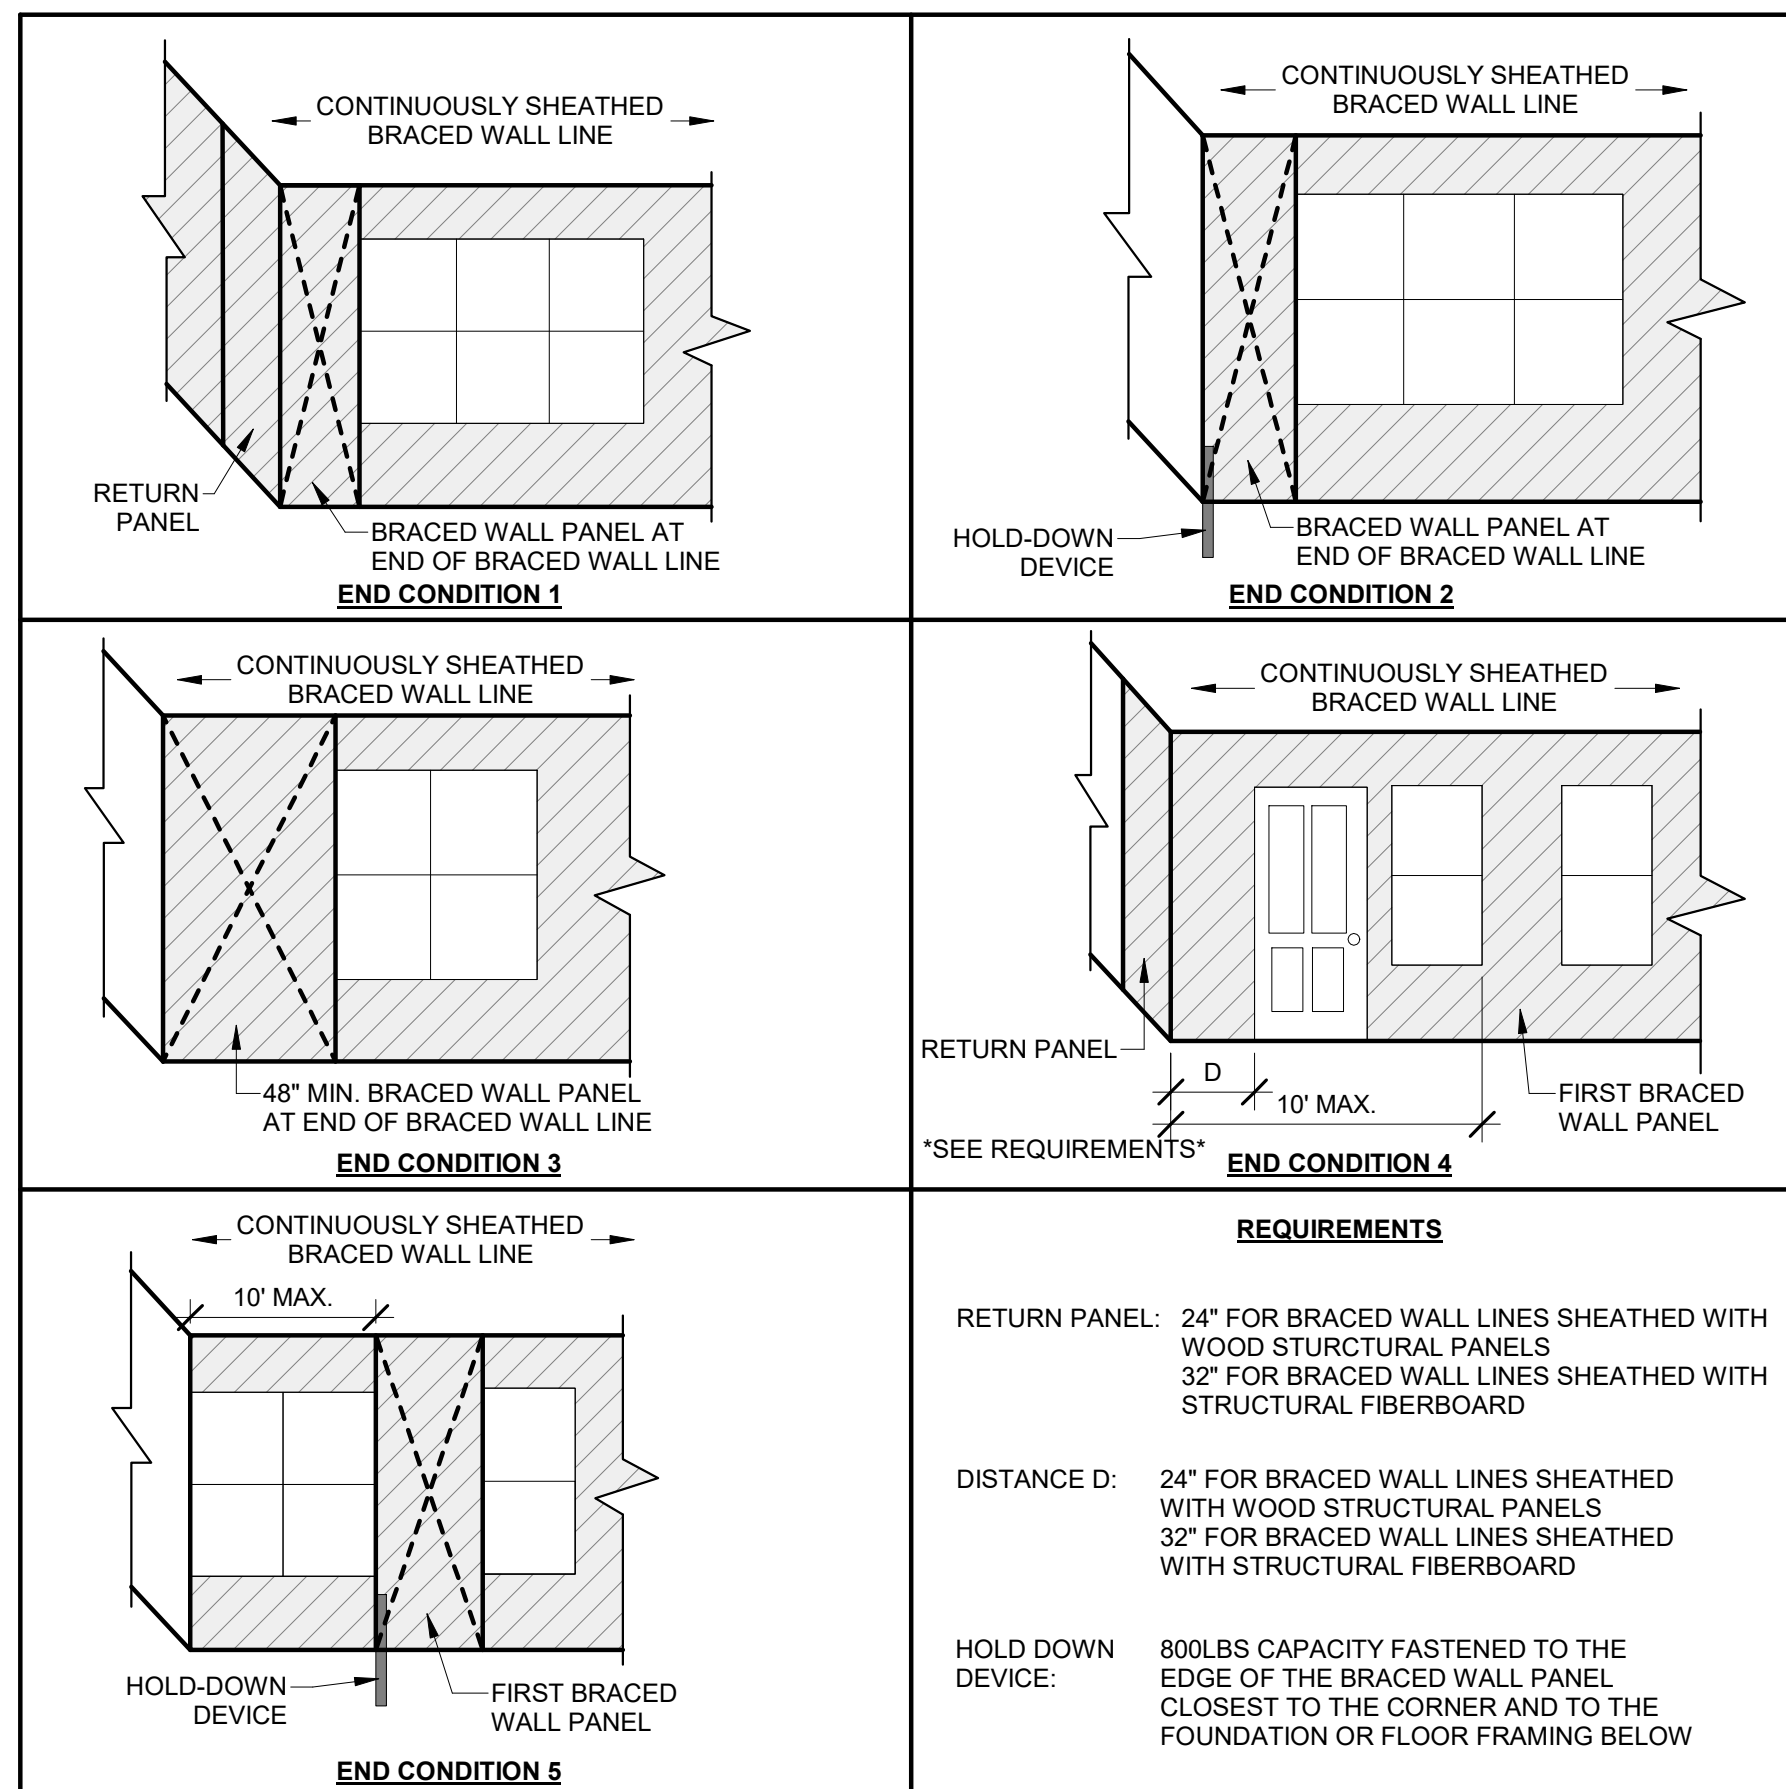 CONTINUOUSLY SHEATHED
BRACED WALL LINE
RETURN
PANEL
BRACED WALL PANEL AT
END OF BRACED WALL LINE
END CONDITION 1
CONTINUOUSLY SHEATHED
BRACED WALL LINE
HOLD-DOWN
DEVICE
BRACED WALL PANEL AT
END OF BRACED WALL LINE
END CONDITION 2
CONTINUOUSLY SHEATHED
BRACED WALL LINE
48" MIN. BRACED WALL PANEL
AT END OF BRACED WALL LINE
END CONDITION 3
CONTINUOUSLY SHEATHED
BRACED WALL LINE
RETURN PANEL
D
10' MAX.
FIRST BRACED
WALL PANEL
*SEE REQUIREMENTS*
END CONDITION 4
CONTINUOUSLY SHEATHED
BRACED WALL LINE
10' MAX.
HOLD-DOWN
DEVICE
FIRST BRACED
WALL PANEL
END CONDITION 5
REQUIREMENTS
RETURN PANEL: 24" FOR BRACED WALL LINES SHEATHED WITH
WOOD STURCTURAL PANELS
32" FOR BRACED WALL LINES SHEATHED WITH
STRUCTURAL FIBERBOARD
DISTANCE D: 24" FOR BRACED WALL LINES SHEATHED
WITH WOOD STRUCTURAL PANELS
32" FOR BRACED WALL LINES SHEATHED
WITH STRUCTURAL FIBERBOARD
HOLD DOWN 800LBS CAPACITY FASTENED TO THE
DEVICE: EDGE OF THE BRACED WALL PANEL
CLOSEST TO THE CORNER AND TO THE
FOUNDATION OR FLOOR FRAMING BELOW